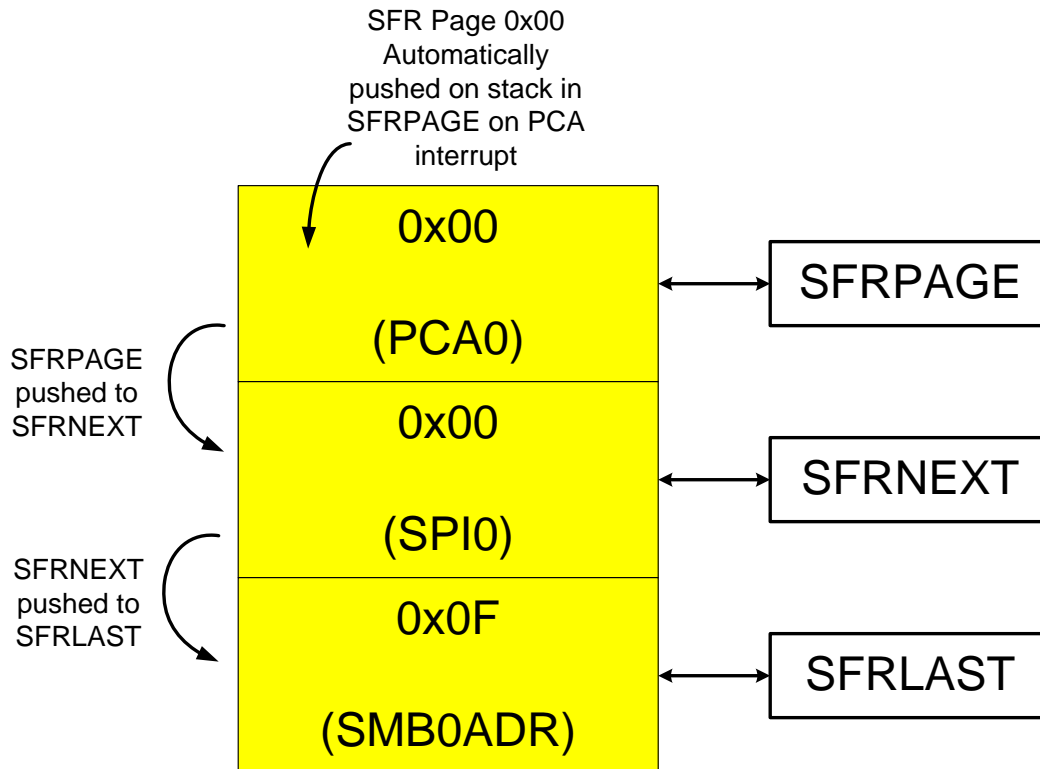 SFR Page 0x00
Automatically
pushed on stack in
SFRPAGE on PCA
interrupt
0x00
(PCA0)
SFRPAGE
SFRPAGE
pushed to
SFRNEXT
0x00
(SPI0)
SFRNEXT
SFRNEXT
pushed to
SFRLAST
0x0F
(SMB0ADR)
SFRLAST